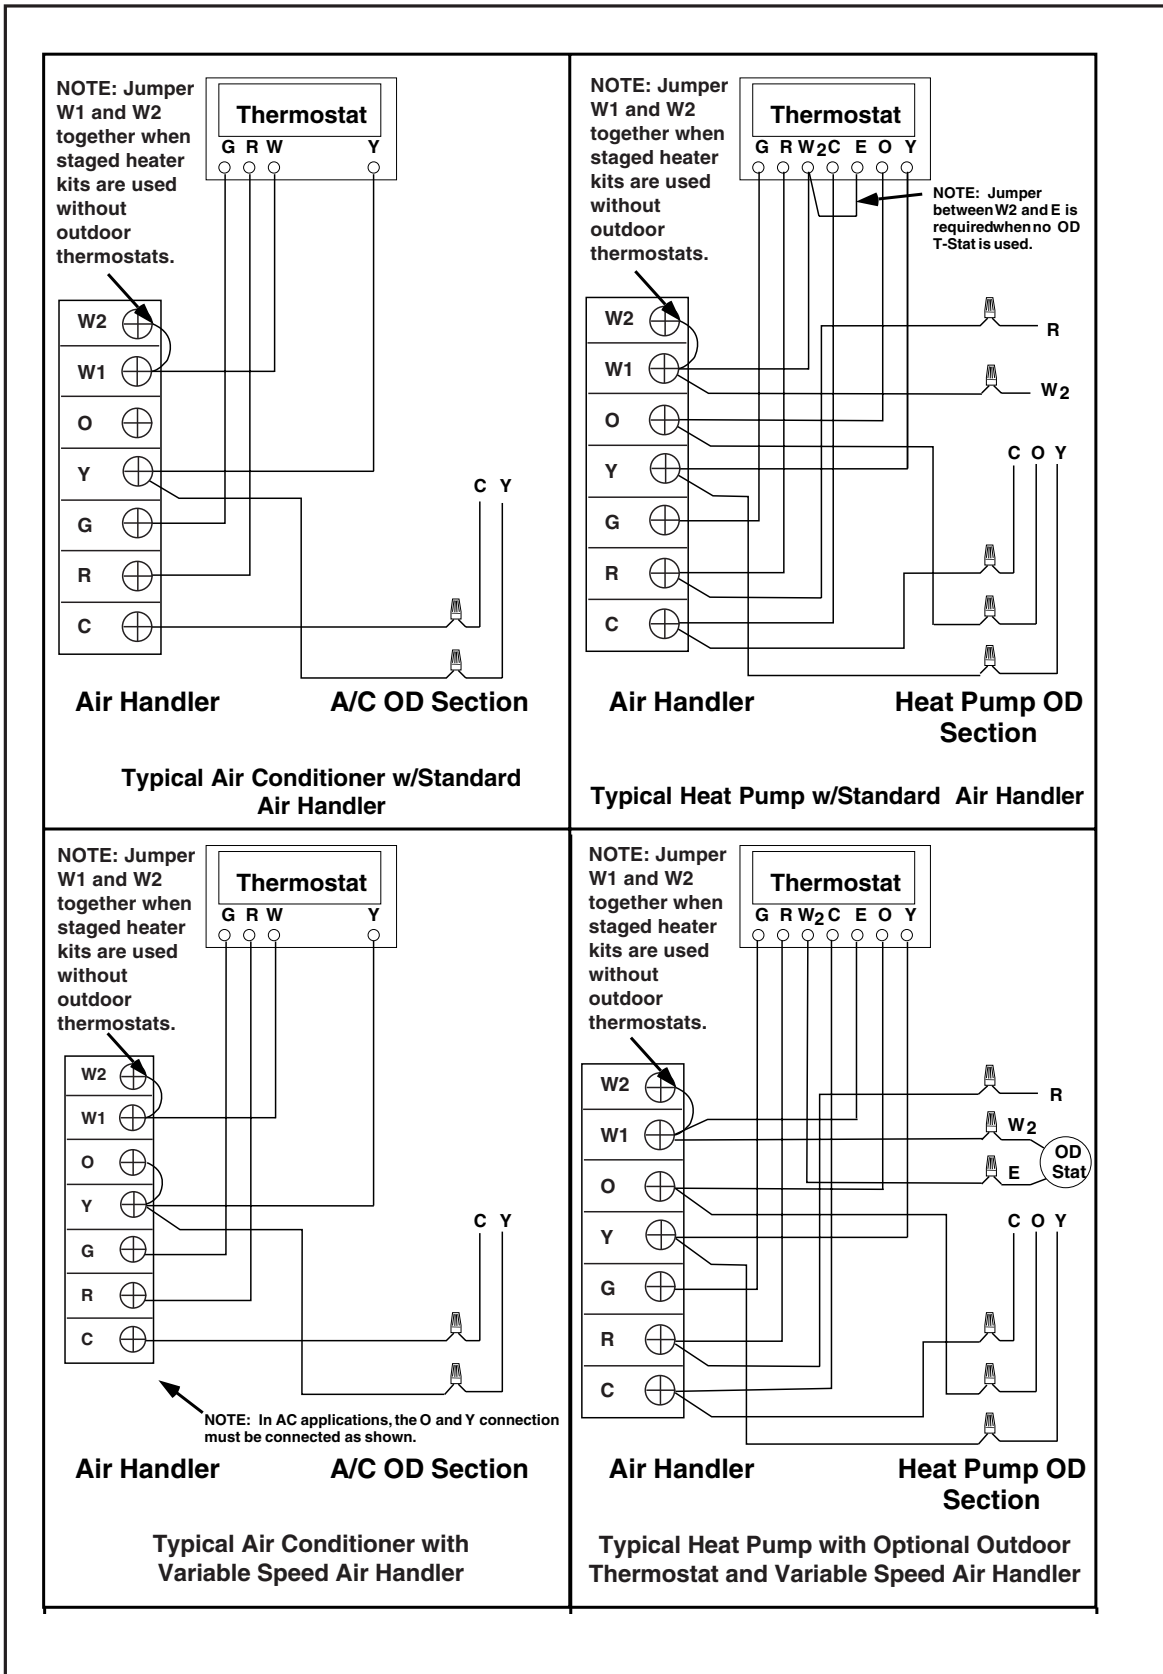 NOTE: Jumper
W1 and W2
together when
staged heater
kits are used
without
outdoor
thermostats.
Thermostat
G R W Y
W2
W1
O
Y
G
R
C
C Y
Air Handler A/C OD Section
Typical Air Conditioner w/Standard
Air Handler
NOTE: Jumper
W1 and W2
together when
staged heater
kits are used
without
outdoor
thermostats.
Thermostat
G R W2 C E O Y
NOTE: Jumper
between W2 and E is
requiredwhen no OD
T-Stat is used.
W2
W1
O
Y
G
R
C
R
W2
C O Y
Air Handler Heat Pump OD
Section
Typical Heat Pump w/Standard Air Handler
NOTE: Jumper
W1 and W2
together when
staged heater
kits are used
without
outdoor
thermostats.
Thermostat
G R W Y
W2
W1
O
Y
G
R
C
C Y
NOTE: In AC applications, the O and Y connection
must be connected as shown.
Air Handler A/C OD Section
Typical Air Conditioner with
Variable Speed Air Handler
NOTE: Jumper
W1 and W2
together when
staged heater
kits are used
without
outdoor
thermostats.
Thermostat
G R W2 C E O Y
W2
W1
O
Y
G
R
C
R
W2
E
OD
Stat
C O Y
Air Handler Heat Pump OD
Section
Typical Heat Pump with Optional Outdoor
Thermostat and Variable Speed Air Handler